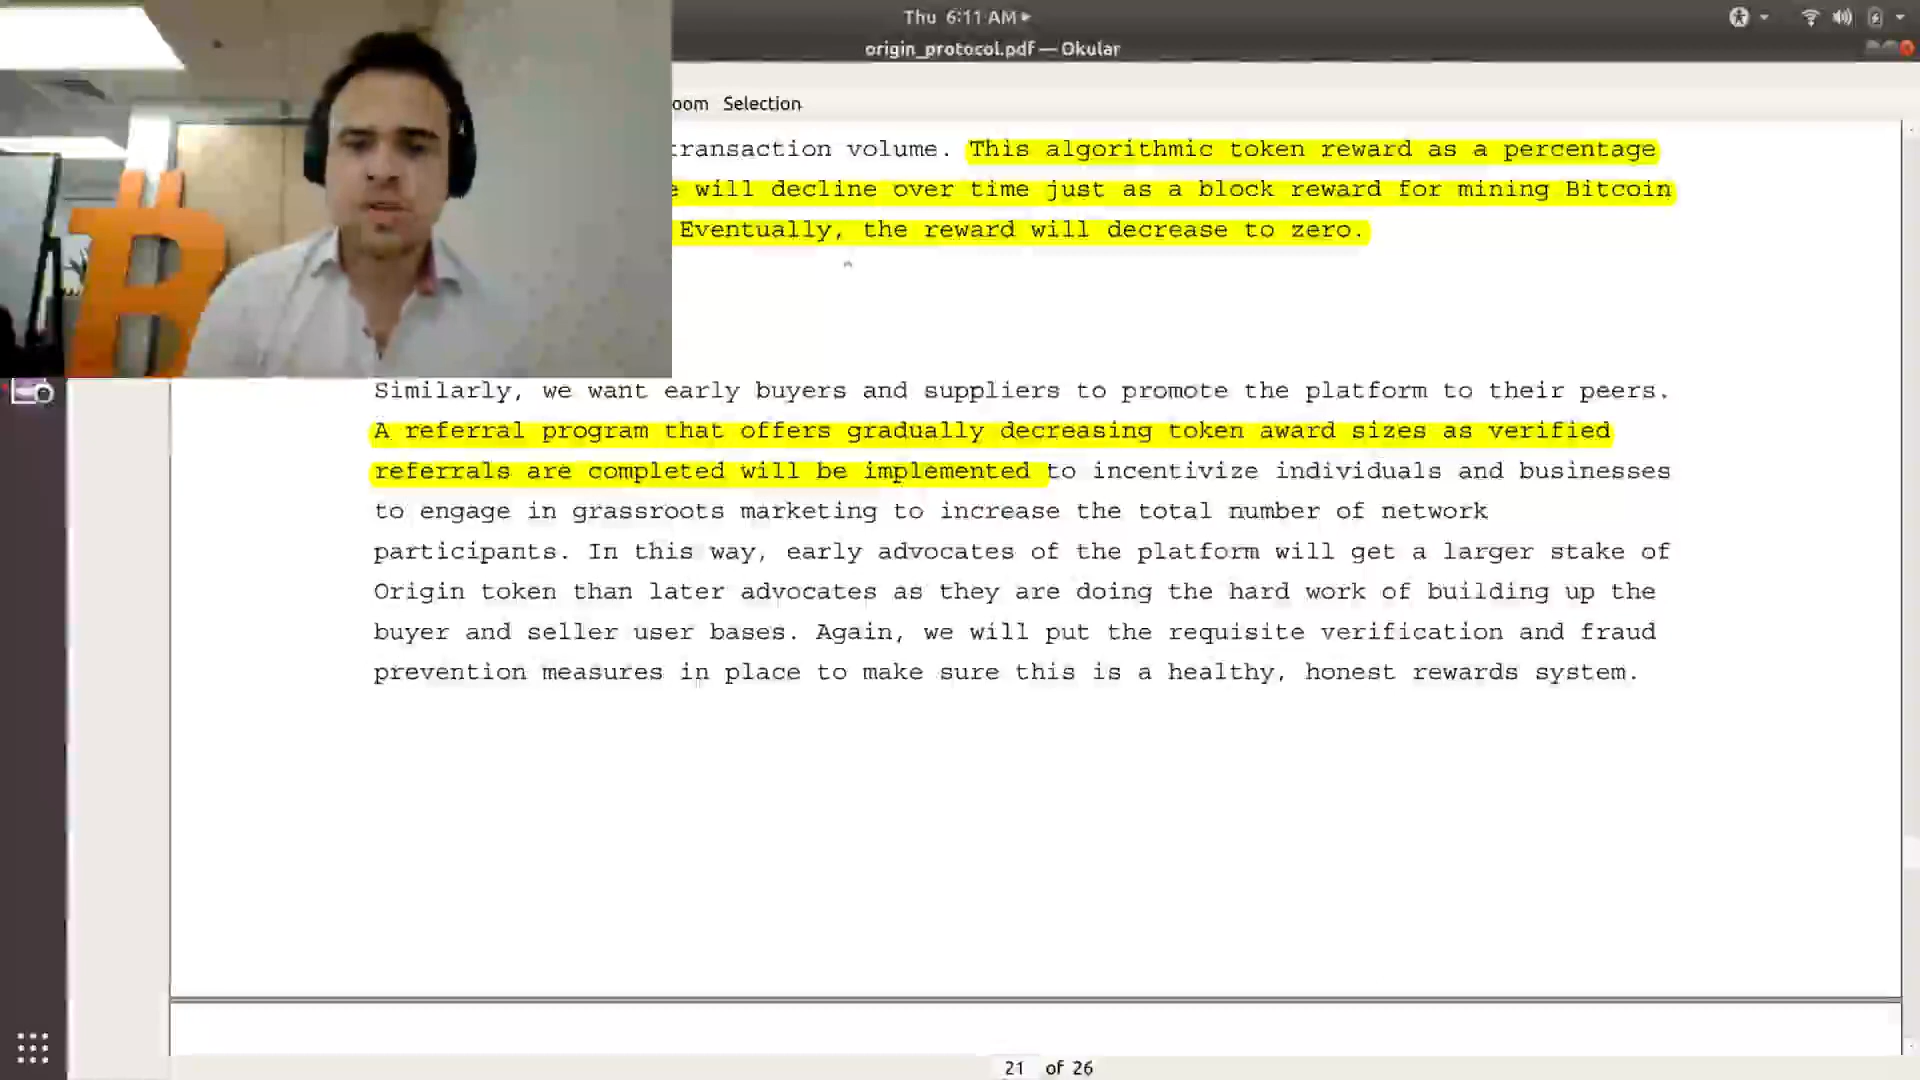 Thu 6:11 AM
origin_protocol.pdf — Okular
oom Selection
transaction volume. This algorithmic token reward as a percentage
e will decline over time just as a block reward for mining Bitcoin
Eventually, the reward will decrease to zero.
Similarly, we want early buyers and suppliers to promote the platform to their peers.
A referral program that offers gradually decreasing token award sizes as verified
referrals are completed will be implemented to incentivize individuals and businesses
to engage in grassroots marketing to increase the total number of network
participants. In this way, early advocates of the platform will get a larger stake of
Origin token than later advocates as they are doing the hard work of building up the
buyer and seller user bases. Again, we will put the requisite verification and fraud
prevention measures in place to make sure this is a healthy, honest rewards system.
21 of 26